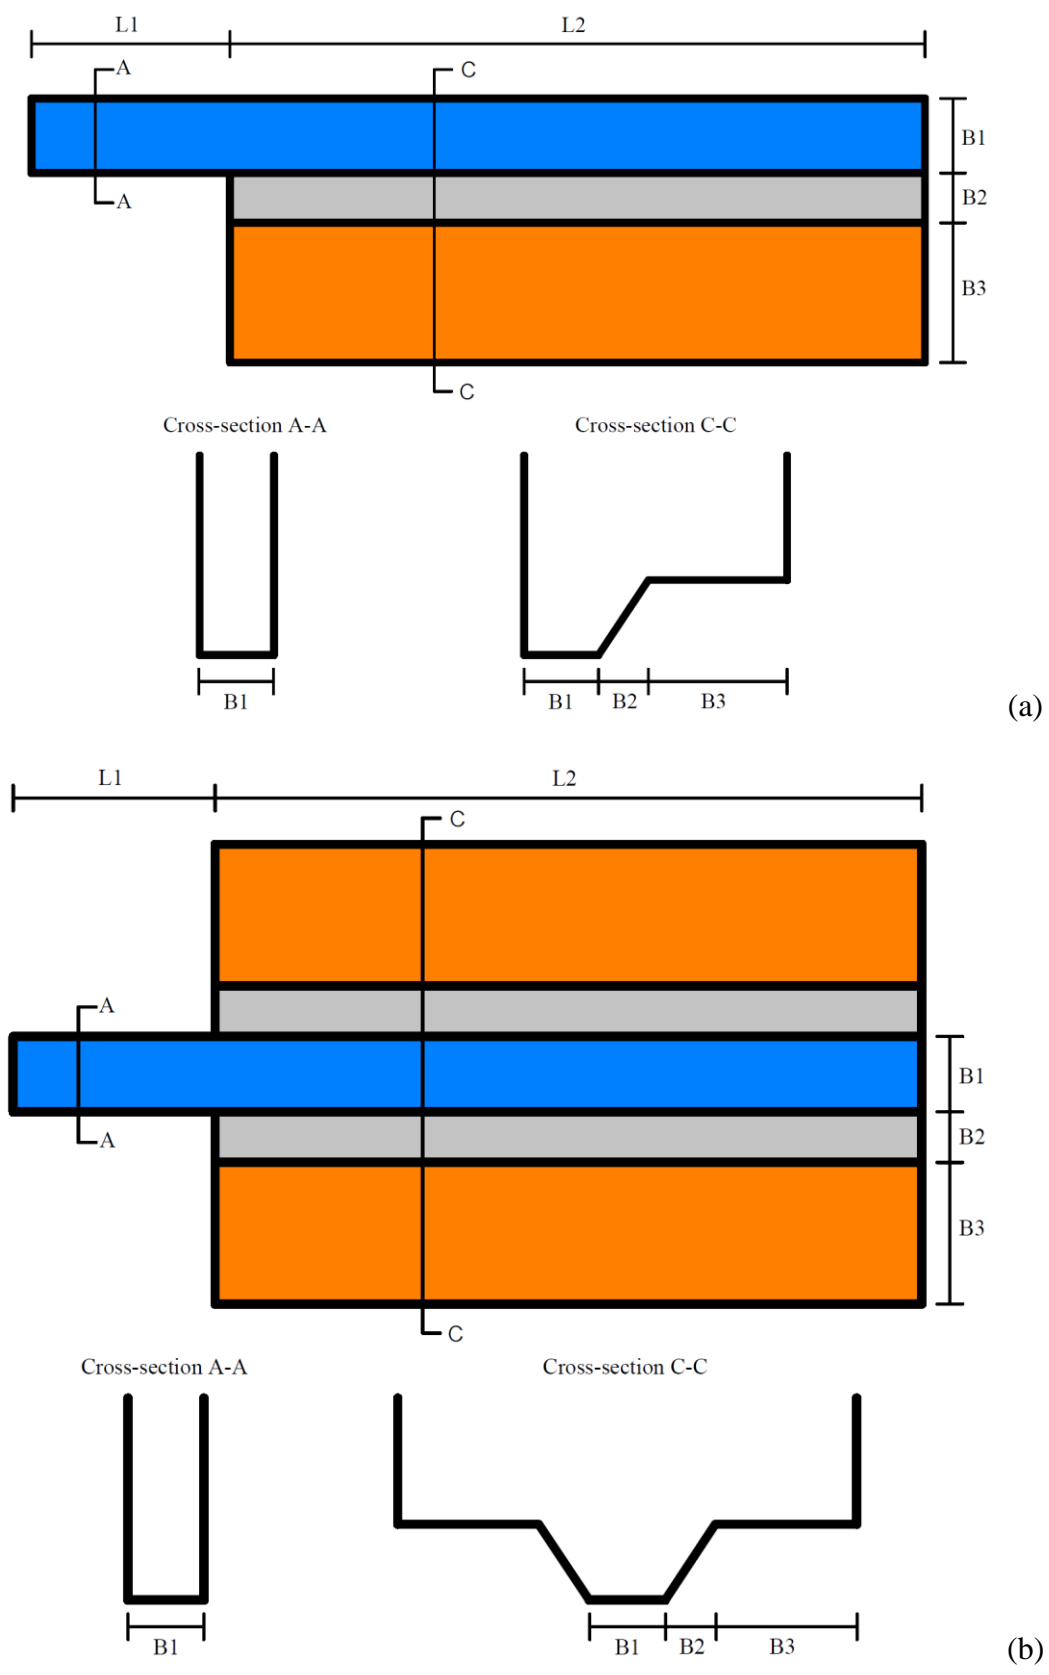 L1 L2
A C
B1
A
B2
B3
C
Cross-section A-A Cross-section C-C
B1 B1 B2 B3
(a)
L1 L2
C
A
B1
A
B2
B3
C
Cross-section A-A Cross-section C-C
B1 B1 B2 B3
(b)